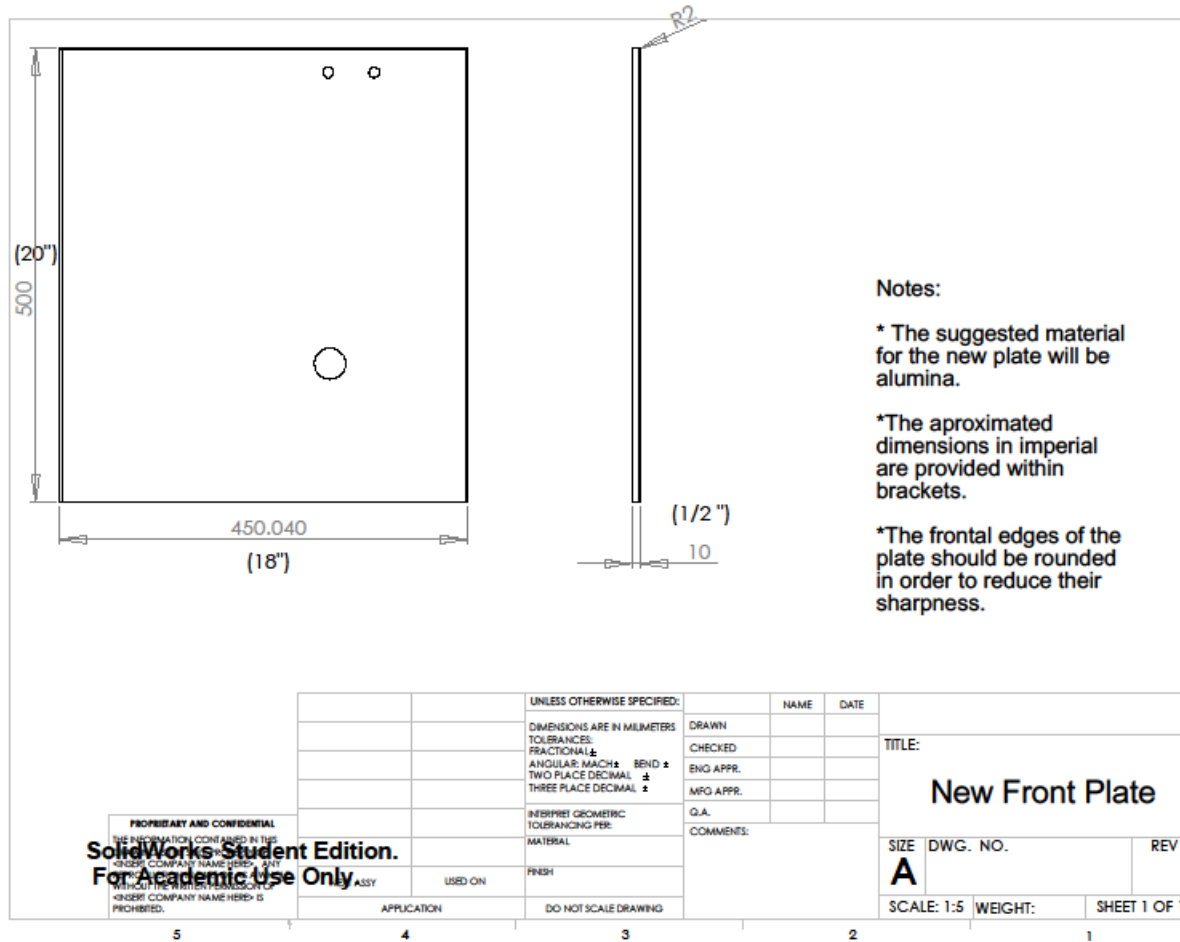 R2
(20")
500
450.040
(18")
(1/2 ")
10
Notes:
* The suggested material
for the new plate will be
alumina.
*The aproximated
dimensions in imperial
are provided within
brackets.
*The frontal edges of the
plate should be rounded
in order to reduce their
sharpness.
UNLESS OTHERWISE SPECIFIED:
DIMENSIONS ARE IN MILIMETERS
TOLERANCES:
FRACTIONAL ±
ANGULAR: MACH ± BEND ±
TWO PLACE DECIMAL ±
THREE PLACE DECIMAL ±
INTERPRET GEOMETRIC
TOLERANCING PER:
MATERIAL
FINISH
DO NOT SCALE DRAWING
NAME DATE
DRAWN
CHECKED
ENG APPR.
MFG APPR.
Q.A.
COMMENTS:
TITLE:
New Front Plate
SIZE DWG. NO. REV
A
SCALE: 1:5 WEIGHT: SHEET 1 OF 1
PROPRIETARY AND CONFIDENTIAL
THE INFORMATION CONTAINED IN THIS
<INSERT COMPANY NAME HERE>. ANY
WITHOUT THE WRITTEN PERMISSION OF
<INSERT COMPANY NAME HERE> IS
PROHIBITED.
SolidWorks Student Edition.
For Academic Use Only.
ASSY USED ON
APPLICATION
5 4 3 2 1